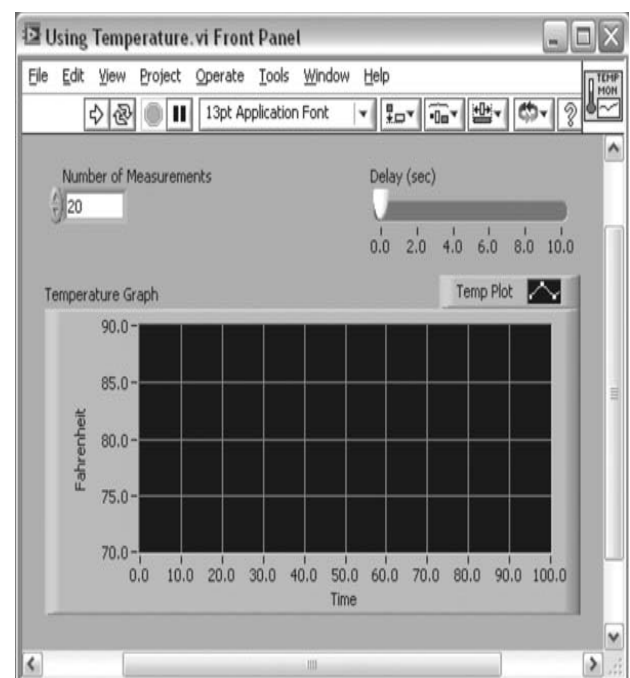 Using Temperature.vi Front Panel
File Edit View Project Operate Tools Window Help
TEMP
MON
13pt Application Font
?
Number of Measurements
20
Delay (sec)
0.0 2.0 4.0 6.0 8.0 10.0
Temperature Graph
Temp Plot
90.0
85.0
80.0
75.0
70.0
Fahrenheit
0.0 10.0 20.0 30.0 40.0 50.0 60.0 70.0 80.0 90.0 100.0
Time